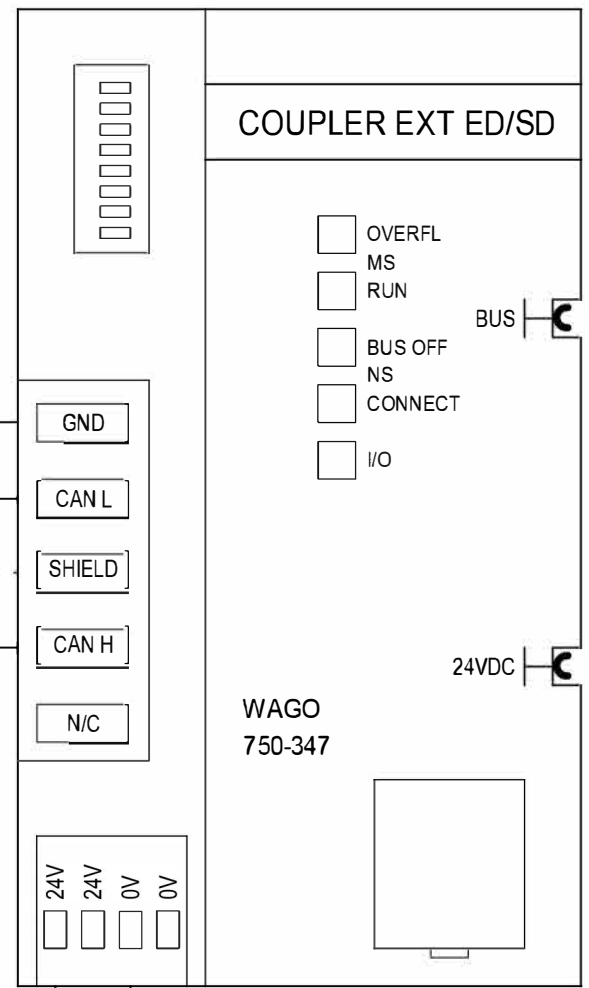 COUPLER EXT ED/SD
OVERFL
MS
RUN
BUS
BUS OFF
NS
CONNECT
I/O
GND
CAN L
SHIELD
CAN H
N/C
24VDC
WAGO
750-347
24V
24V
0V
0V